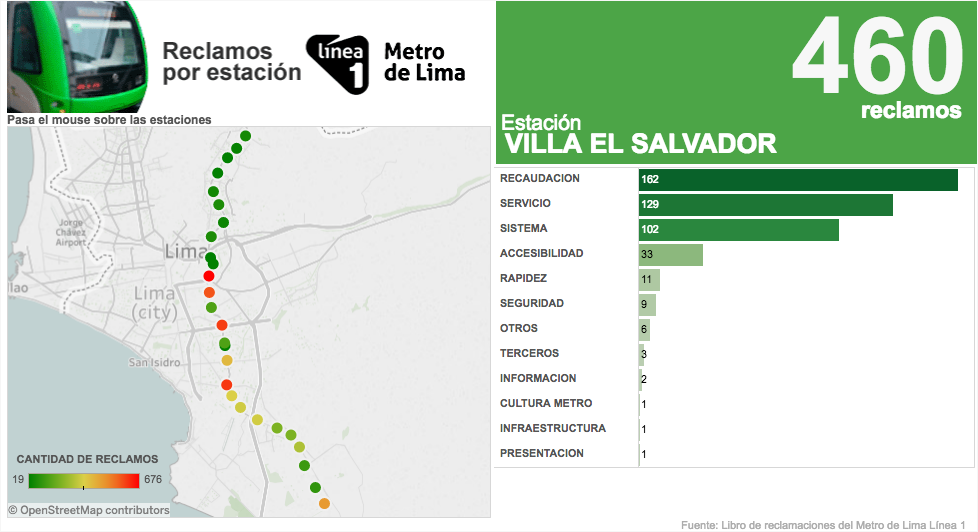 Reclamos
por estación
línea
1
Metro
de Lima
Pasa el mouse sobre las estaciones
460
reclamos
Estación
VILLA EL SALVADOR
Jorge
Chávez
Airport
Lima
Lima
(city)
llao
San Isidro
CANTIDAD DE RECLAMOS
19
676
© OpenStreetMap contributors
RECAUDACION 162
SERVICIO 129
SISTEMA 102
ACCESIBILIDAD 33
RAPIDEZ 11
SEGURIDAD 9
OTROS 6
TERCEROS 3
INFORMACION 2
CULTURA METRO 1
INFRAESTRUCTURA 1
PRESENTACION 1
Fuente: Libro de reclamaciones del Metro de Lima Línea 1